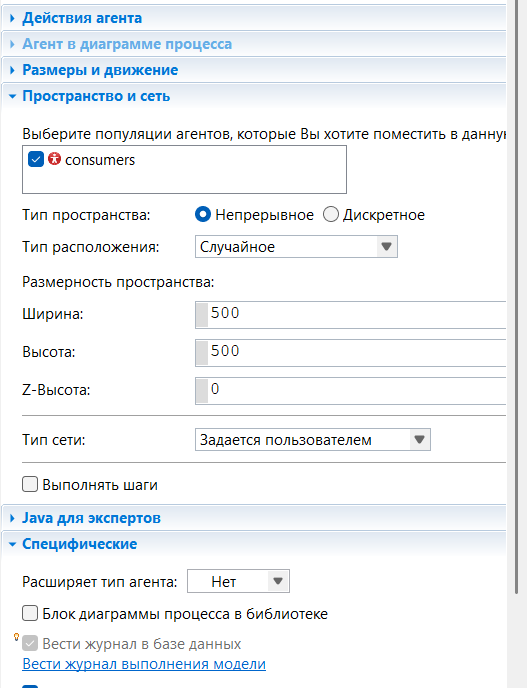 Действия агента
Агент в диаграмме процесса
Размеры и движение
Пространство и сеть
Выберите популяции агентов, которые Вы хотите поместить в данную
consumers
Тип пространства: Непрерывное Дискретное
Тип расположения: Случайное
Размерность пространства:
Ширина: 500
Высота: 500
Z-Высота: 0
Тип сети: Задается пользователем
Выполнять шаги
Java для экспертов
Специфические
Расширяет тип агента: Нет
Блок диаграммы процесса в библиотеке
Вести журнал в базе данных
Вести журнал выполнения модели